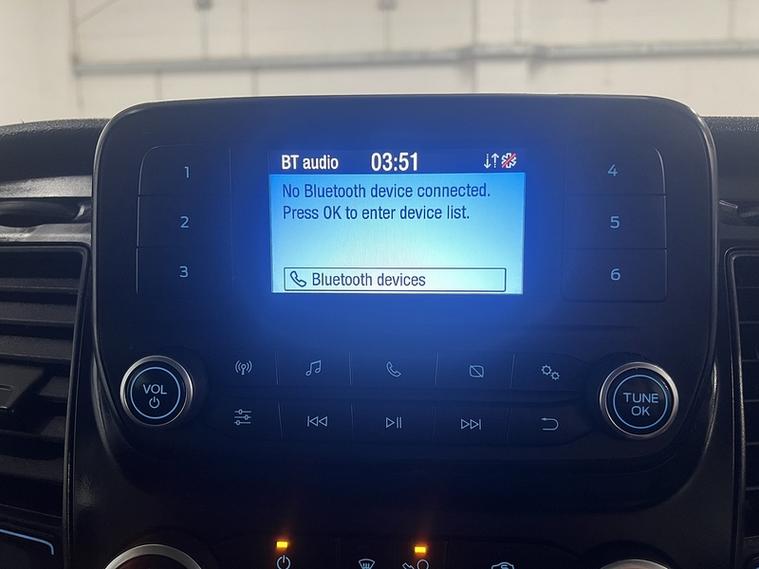 BT audio 03:51
No Bluetooth device connected.
Press OK to enter device list.
Bluetooth devices
1
2
3
4
5
6
VOL
TUNE
OK